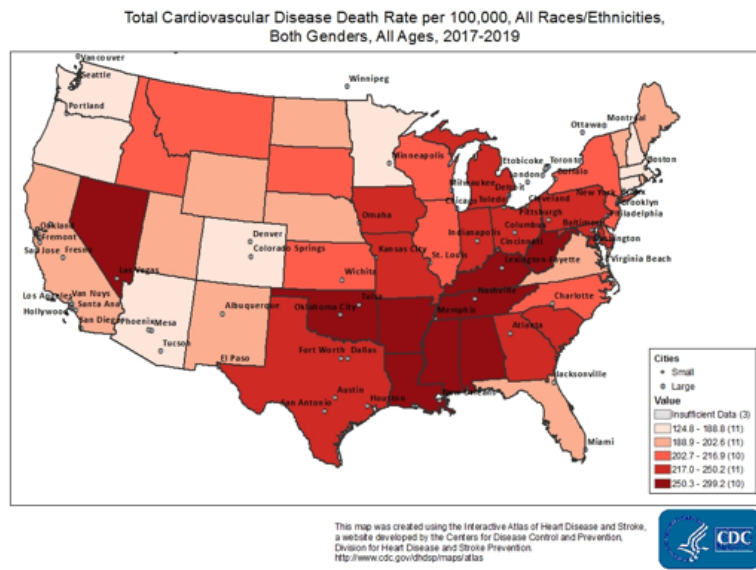 Total Cardiovascular Disease Death Rate per 100,000, All Races/Ethnicities,
Both Genders, All Ages, 2017-2019
Vancouver
Seattle
Winnipeg
Portland
Montreal
Ottawa
Minneapolis
Etobicoke
Toronto
London
Buffalo
Boston
Milwaukee
Detroit
Chicago
Toledo
Cleveland
New York
Brooklyn
Omaha
Pittsburgh
Philadelphia
Oakland
Denver
Indianapolis
Columbus
Baltimore
Fremont
Colorado Springs
Kansas City
Cincinnati
San Jose
Fresno
St. Louis
Lexington-Fayette
Virginia Beach
Las Vegas
Wichita
Los Angeles
Van Nuys
Santa Ana
Albuquerque
Tulsa
Nashville
Charlotte
Hollywood
San Diego
Phoenix
Mesa
Oklahoma City
Memphis
Tucson
Atlanta
El Paso
Fort Worth
Dallas
Jacksonville
Austin
New Orleans
San Antonio
Houston
Miami
Cities
Small
Large
Value
Insufficient Data (3)
124.8 - 188.8 (11)
188.9 - 202.6 (11)
202.7 - 216.9 (10)
217.0 - 250.2 (11)
250.3 - 299.2 (10)
This map was created using the Interactive Atlas of Heart Disease and Stroke,
a website developed by the Centers for Disease Control and Prevention,
Division for Heart Disease and Stroke Prevention.
http://www.cdc.gov/dhdsp/maps/atlas
CDC